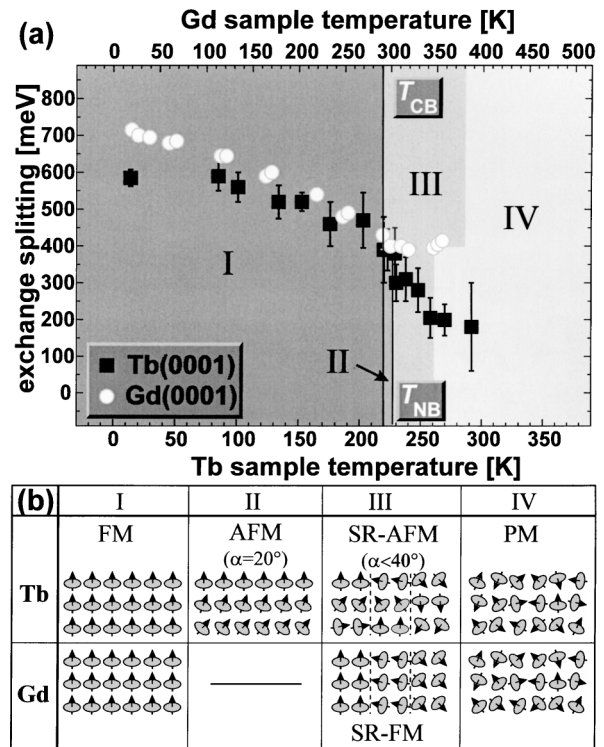 (a)
Gd sample temperature [K]
0 50 100 150 200 250 300 350 400 450 500
exchange splitting [meV]
800
700
600
500
400
300
200
100
0
T_CB
III
IV
I
II
T_NB
Tb(0001)
Gd(0001)
0 50 100 150 200 250 300 350
Tb sample temperature [K]
(b) I II III IV
FM AFM SR-AFM PM
(α=20°) (α<40°)
Tb
Gd
SR-FM